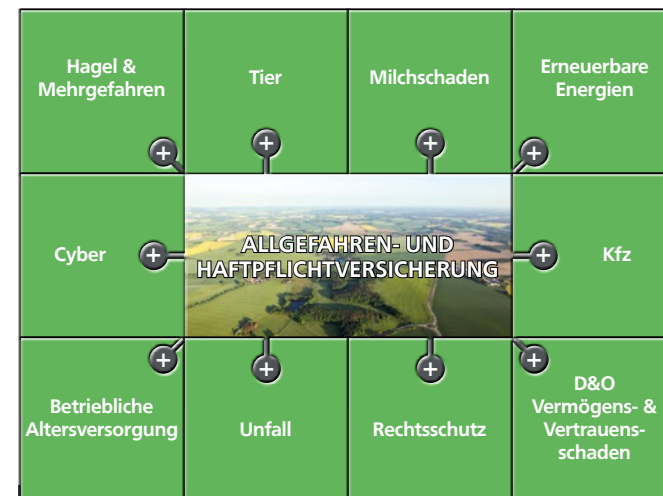 Hagel &
Mehrgefahren
Tier
Milchschaden
Erneuerbare
Energien
Cyber
ALLGEFAHREN- UND
HAFTPFLICHTVERSICHERUNG
Kfz
Betriebliche
Altersversorgung
Unfall
Rechtsschutz
D&O
Vermögens- &
Vertrauens-
schaden